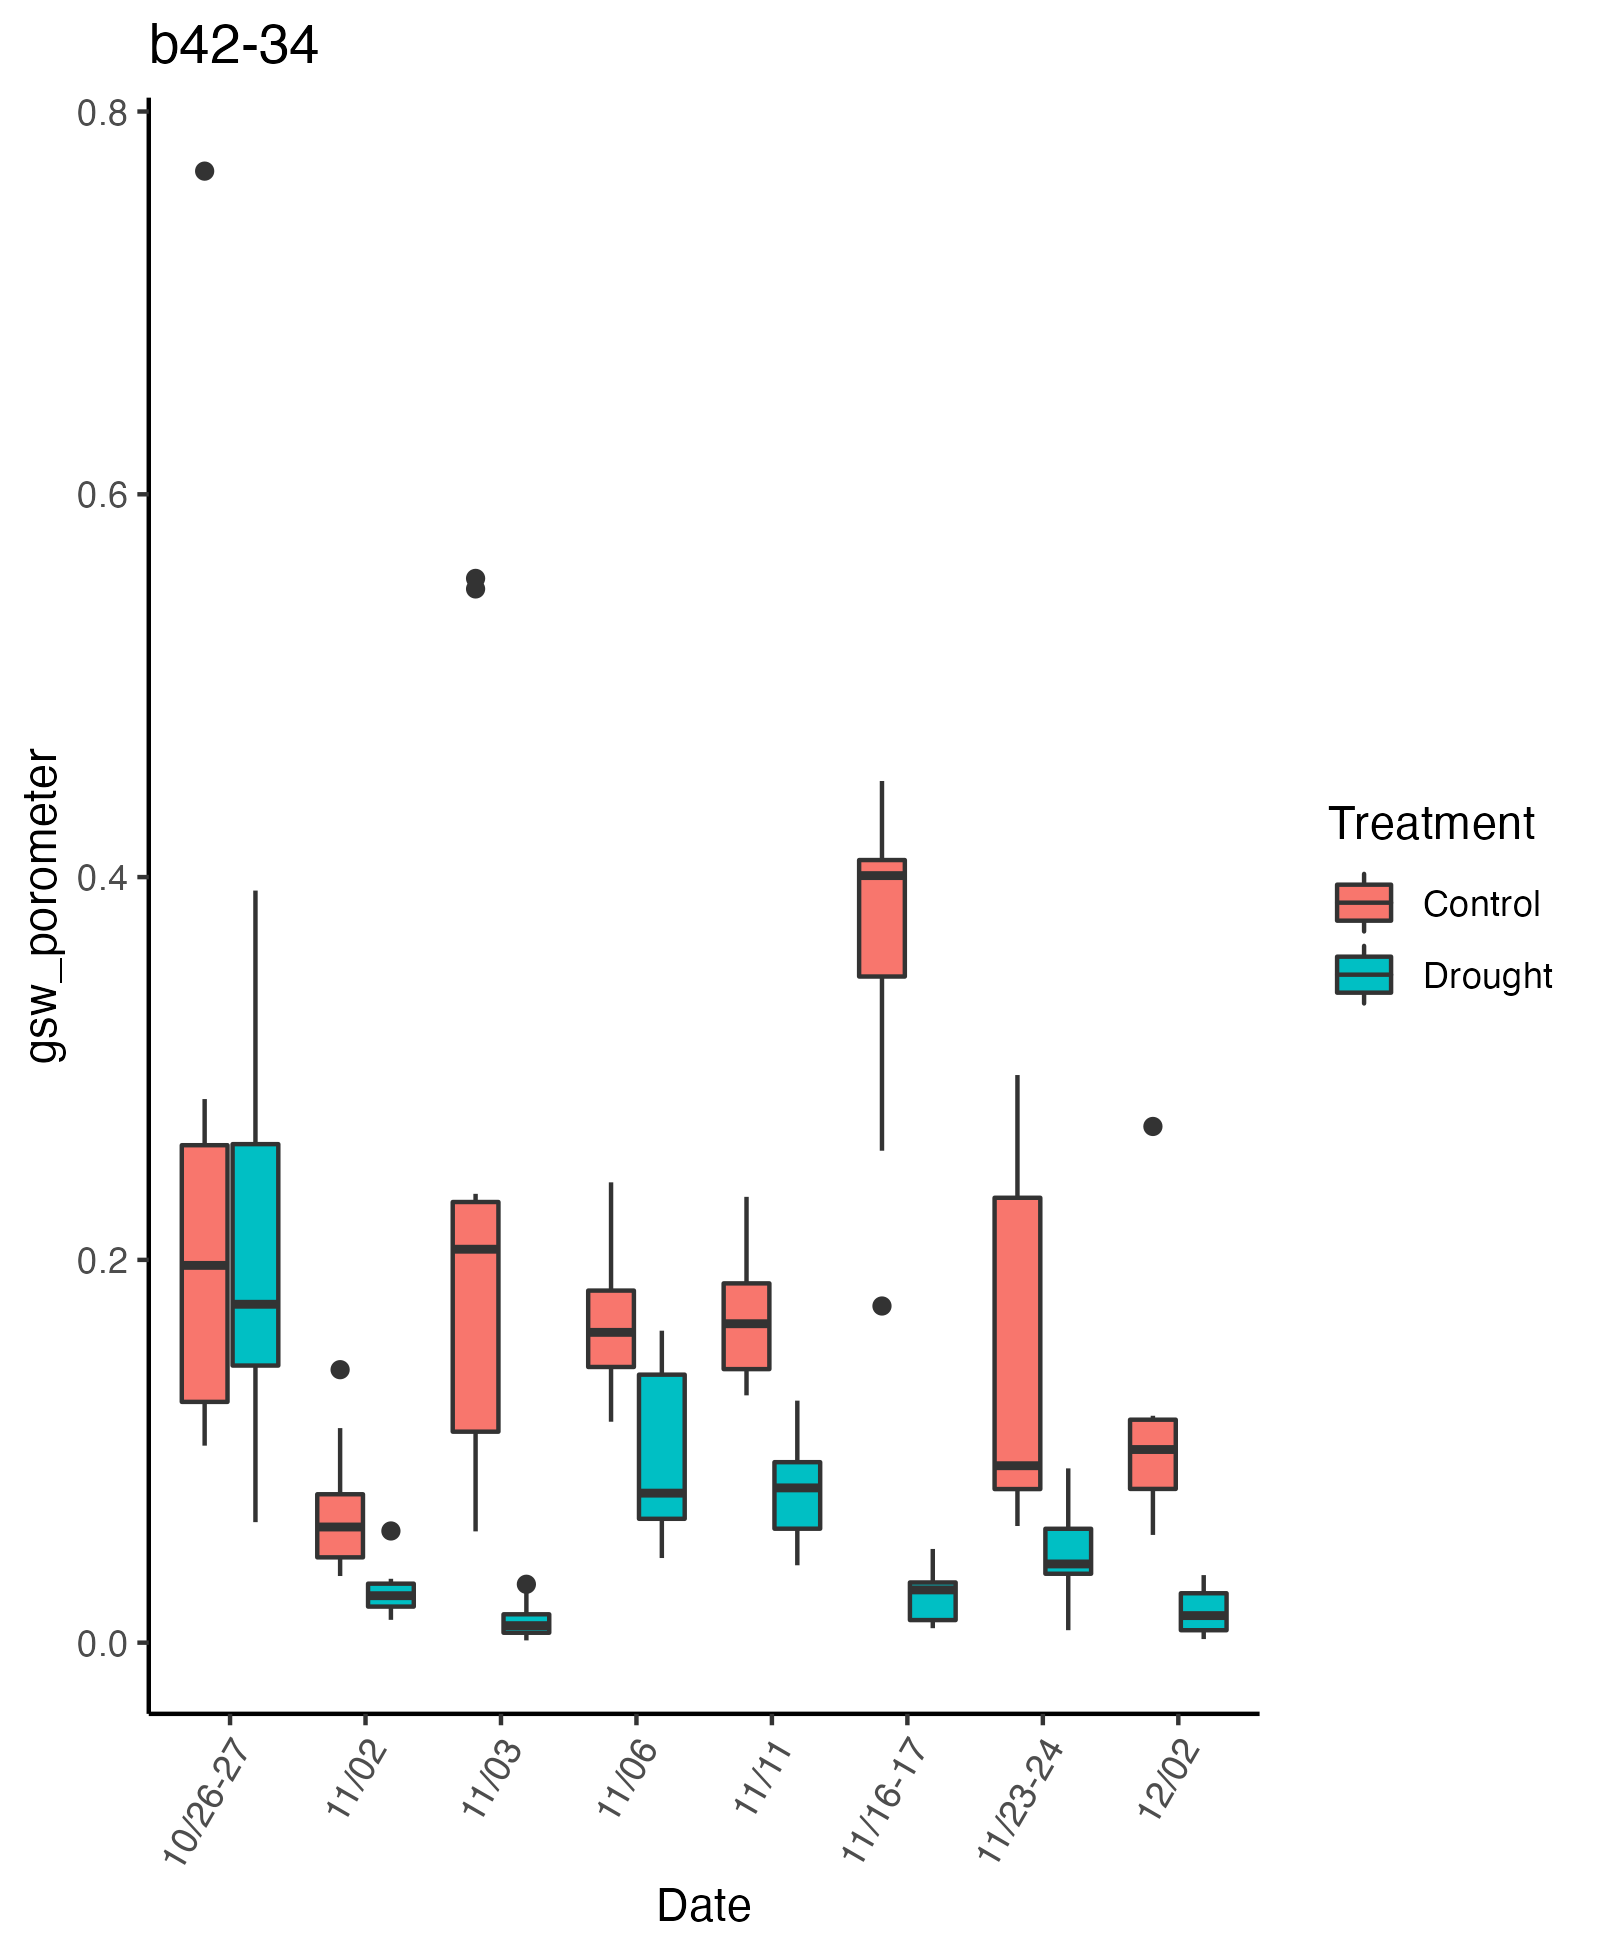 b42-34
0.8
0.6
0.4
0.2
0.0
gsw_porometer
10/26-27
11/02
11/03
11/06
11/11
11/16-17
11/23-24
12/02
Date
Treatment
Control
Drought